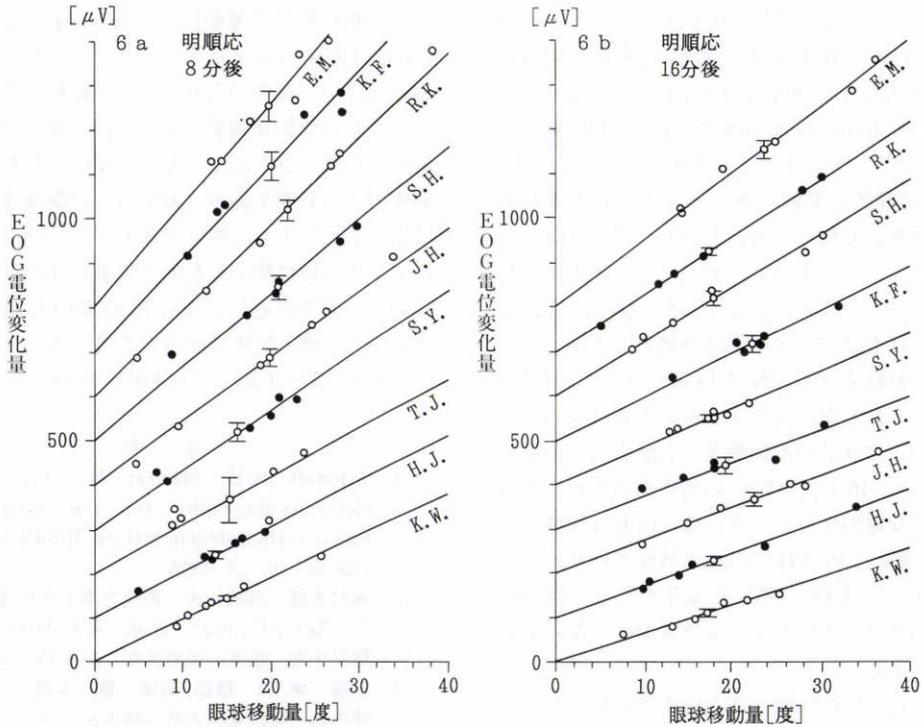 [μV]
6a
明順応
8分後
1000
500
0
EOG電位変化量
E.M.
K.F.
R.K.
S.H.
J.H.
S.Y.
T.J.
H.J.
K.W.
0 10 20 30 40
眼球移動量[度]
[μV]
6b
明順応
16分後
1000
500
0
EOG電位変化量
E.M.
R.K.
S.H.
K.F.
S.Y.
T.J.
J.H.
H.J.
K.W.
0 10 20 30 40
眼球移動量[度]